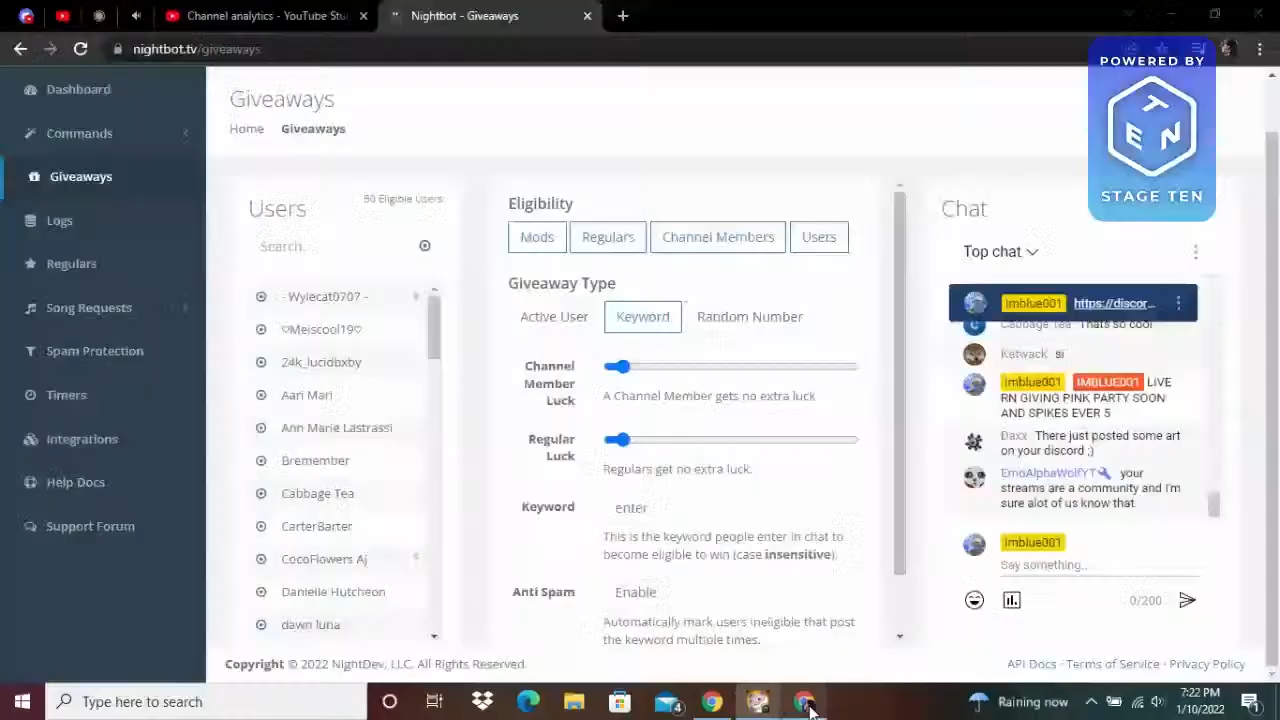 Channel analytics - YouTube Stu
Nightbot - Giveaways
nightbot.tv/giveaways
POWERED BY
TEN
STAGE TEN
Dashboard
Commands
Giveaways
Logs
Regulars
Song Requests
Spam Protection
Timers
Integrations
Help Docs
Support Forum
Giveaways
Home Giveaways
Users
50 Eligible Users
Search...
- Wylecat0707 -
♡Meiscool19♡
24k_lucidbxby
Aari Mari
Ann Marie Lastrassi
Bremember
Cabbage Tea
CarterBarter
CocoFlowers Aj
Danielle Hutcheon
dawn luna
Eligibility
Mods Regulars Channel Members Users
Giveaway Type
Active User Keyword Random Number
Channel Member Luck
A Channel Member gets no extra luck
Regular Luck
Regulars get no extra luck.
Keyword enter
This is the keyword people enter in chat to
become eligible to win (case insensitive).
Anti Spam Enable
Automatically mark users ineligible that post
the keyword multiple times.
Chat
Top chat
Imblue001 https://discor...
Cabbage Tea Thats so cool
Katwack si
Imblue001 IMBLUE001 LIVE
RN GIVING PINK PARTY SOON
AND SPIKES EVER 5
Daxx There just posted some art
on your discord ;)
EmoAlphaWolfYT your
streams are a community and I'm
sure alot of us know that
Imblue001
Say something...
0/200
Copyright © 2022 NightDev, LLC. All Rights Reserved.
API Docs · Terms of Service · Privacy Policy
Type here to search
4
Raining now
7:22 PM
1/10/2022
1